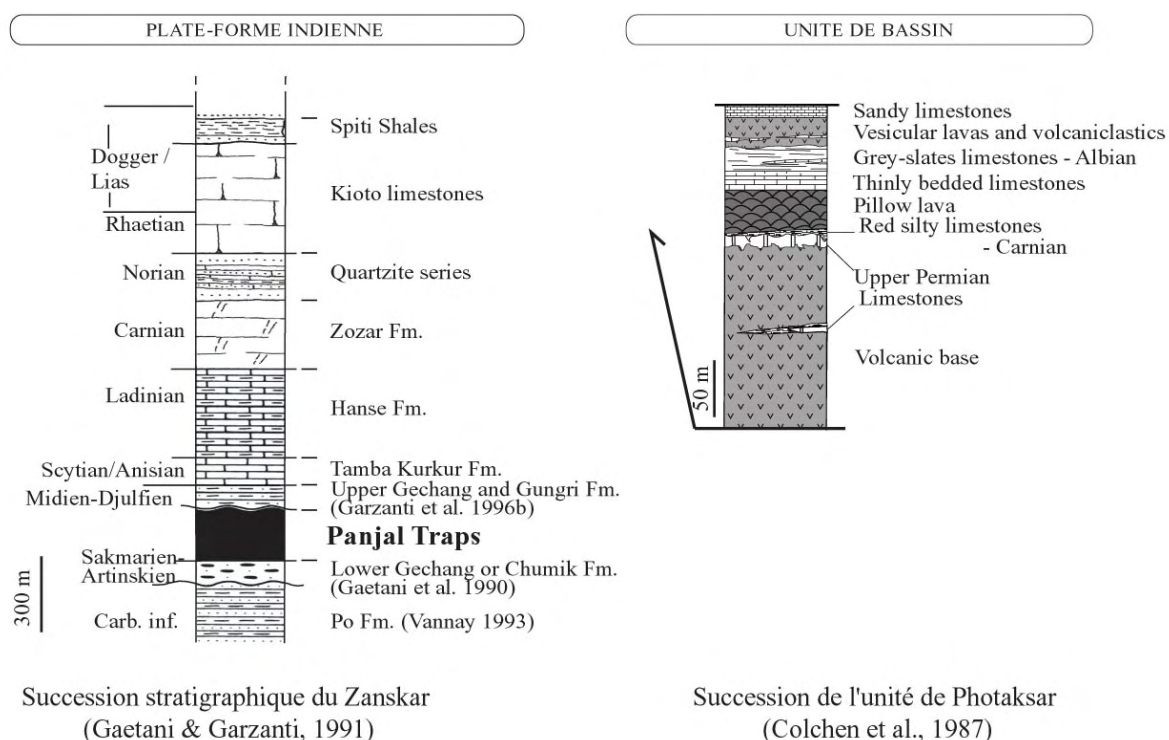 PLATE-FORME INDIENNE
Dogger /
Lias
Rhaetian
Norian
Carnian
Ladinian
Scytian/Anisian
Midien-Djulfien
Sakmarien-
Artinskien
Carb. inf.
300 m
Spiti Shales
Kioto limestones
Quartzite series
Zozar Fm.
Hanse Fm.
Tamba Kurkur Fm.
Upper Gechang and Gungri Fm.
(Garzanti et al. 1996b)
Panjal Traps
Lower Gechang or Chumik Fm.
(Gaetani et al. 1990)
Po Fm. (Vannay 1993)
Succession stratigraphique du Zanskar
(Gaetani & Garzanti, 1991)
UNITE DE BASSIN
Sandy limestones
Vesicular lavas and volcaniclastics
Grey-slates limestones - Albian
Thinly bedded limestones
Pillow lava
Red silty limestones
- Carnian
Upper Permian
Limestones
Volcanic base
50 m
Succession de l'unité de Photaksar
(Colchen et al., 1987)